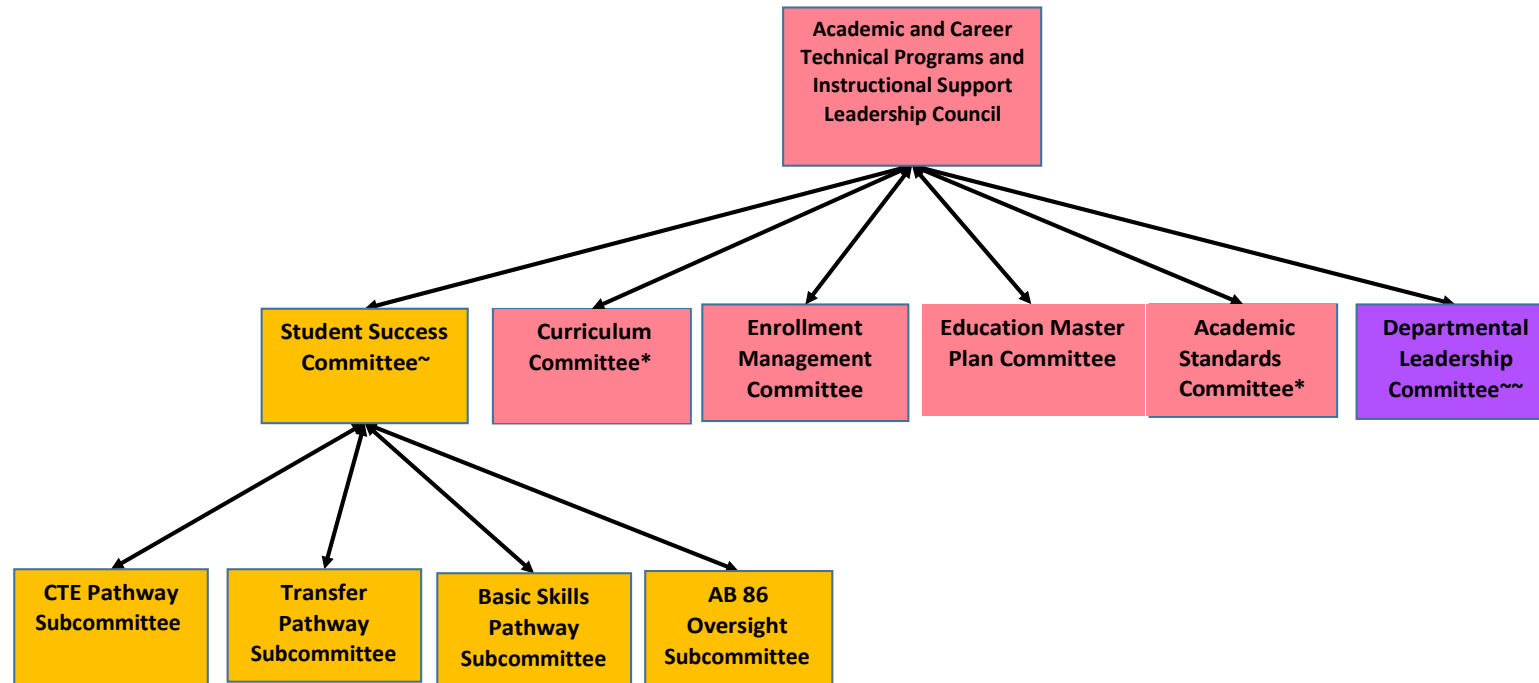 Academic and Career
Technical Programs and
Instructional Support
Leadership Council
Student Success
Committee~
Curriculum
Committee*
Enrollment
Management
Committee
Education Master
Plan Committee
Academic
Standards
Committee*
Departmental
Leadership
Committee~~
CTE Pathway
Subcommittee
Transfer
Pathway
Subcommittee
Basic Skills
Pathway
Subcommittee
AB 86
Oversight
Subcommittee